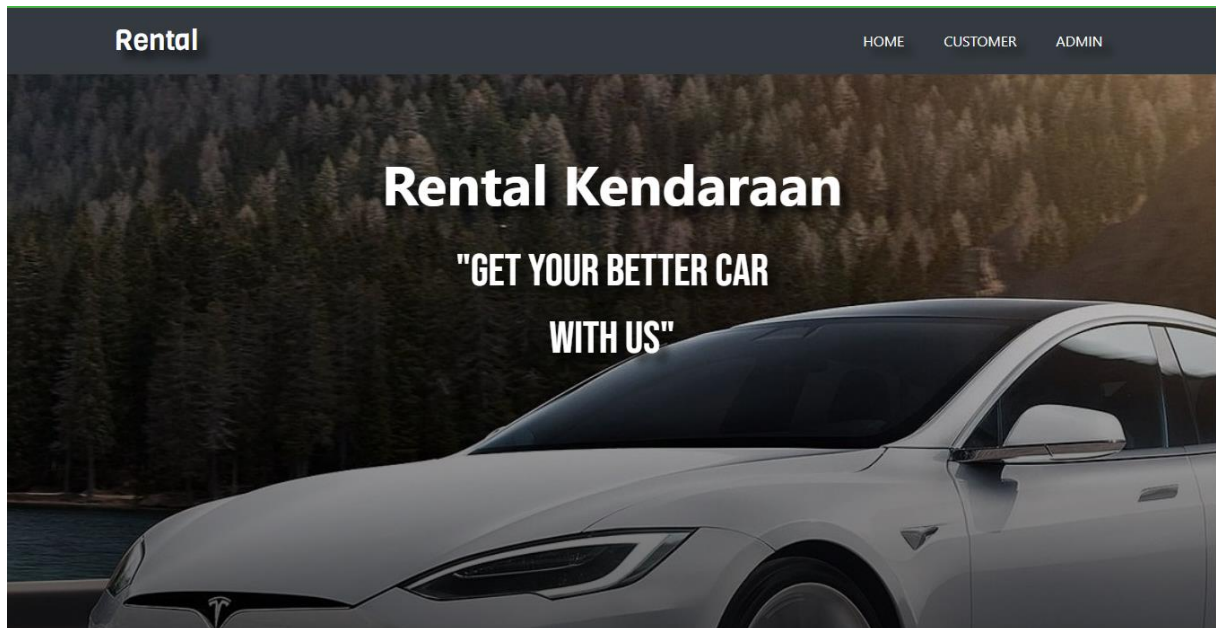 Rental
HOME CUSTOMER ADMIN
Rental Kendaraan
"GET YOUR BETTER CAR
WITH US"